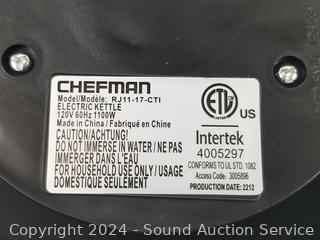 CHEFMAN
Model/Modèle: RJ11-17-CTI
ELECTRIC KETTLE
120V 60Hz 1100W
Made in China / Fabriqué en Chine
CAUTION/ACHTUNG!
DO NOT IMMERSE IN WATER / NE PAS
IMMERGER DANS L'EAU
FOR HOUSEHOLD USE ONLY / USAGE
DOMESTIQUE SEULEMENT
ETL
US
Intertek
4005297
CONFORMS TO UL STD. 1082
Access Code: 3005896
PRODUCTION DATE: 2212
Copyright 2024 - Sound Auction Service